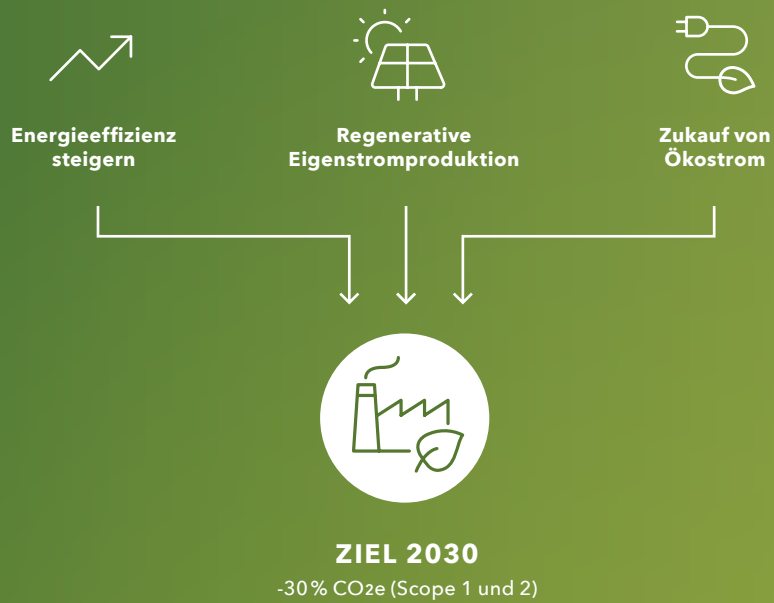 Energieeffizienz
steigern
Regenerative
Eigenstromproduktion
Zukauf von
Ökostrom
ZIEL 2030
-30% CO2e (Scope 1 und 2)